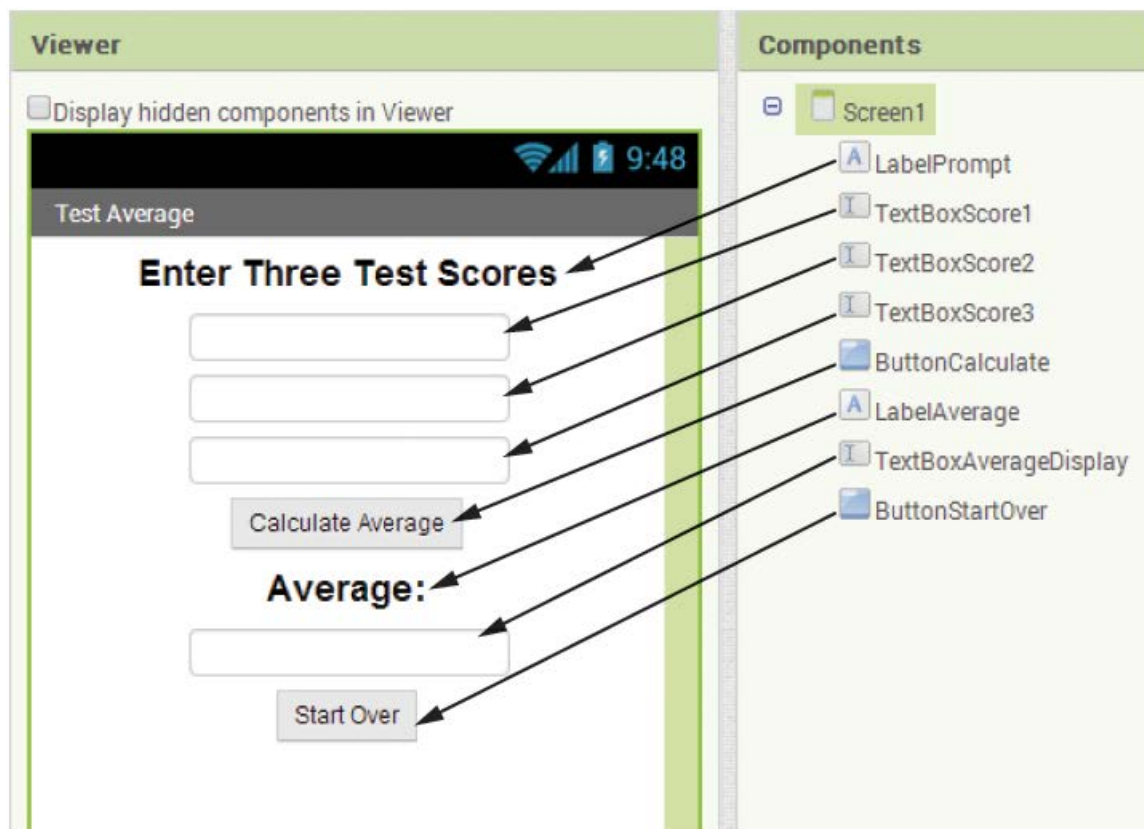 Viewer
Display hidden components in Viewer
9:48
Test Average
Enter Three Test Scores
Calculate Average
Average:
Start Over
Components
Screen1
A LabelPrompt
TextBoxScore1
TextBoxScore2
TextBoxScore3
ButtonCalculate
A LabelAverage
TextBoxAverageDisplay
ButtonStartOver